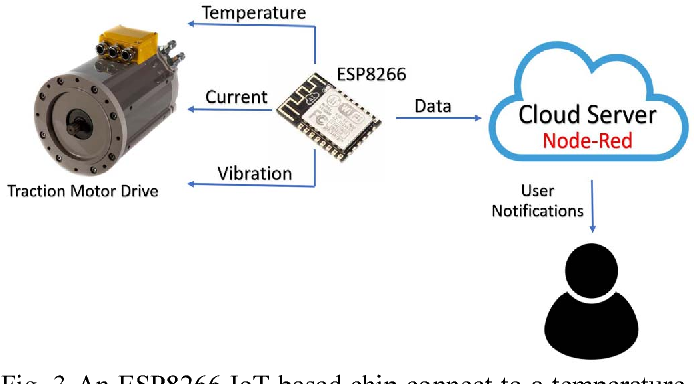 Temperature
ESP8266
Current
Data
Cloud Server
Node-Red
Vibration
Traction Motor Drive
User
Notifications
Fig. 3 An ESP8266 IoT based chip connect to a temperature